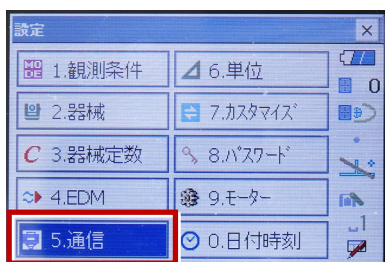 設定
MODE 1.観測条件
6.単位
2.器械
7.カスタマイズ
C 3.器械定数
8.パスワード
4.EDM
9.モーター
5.通信
0.日付時刻
0
1